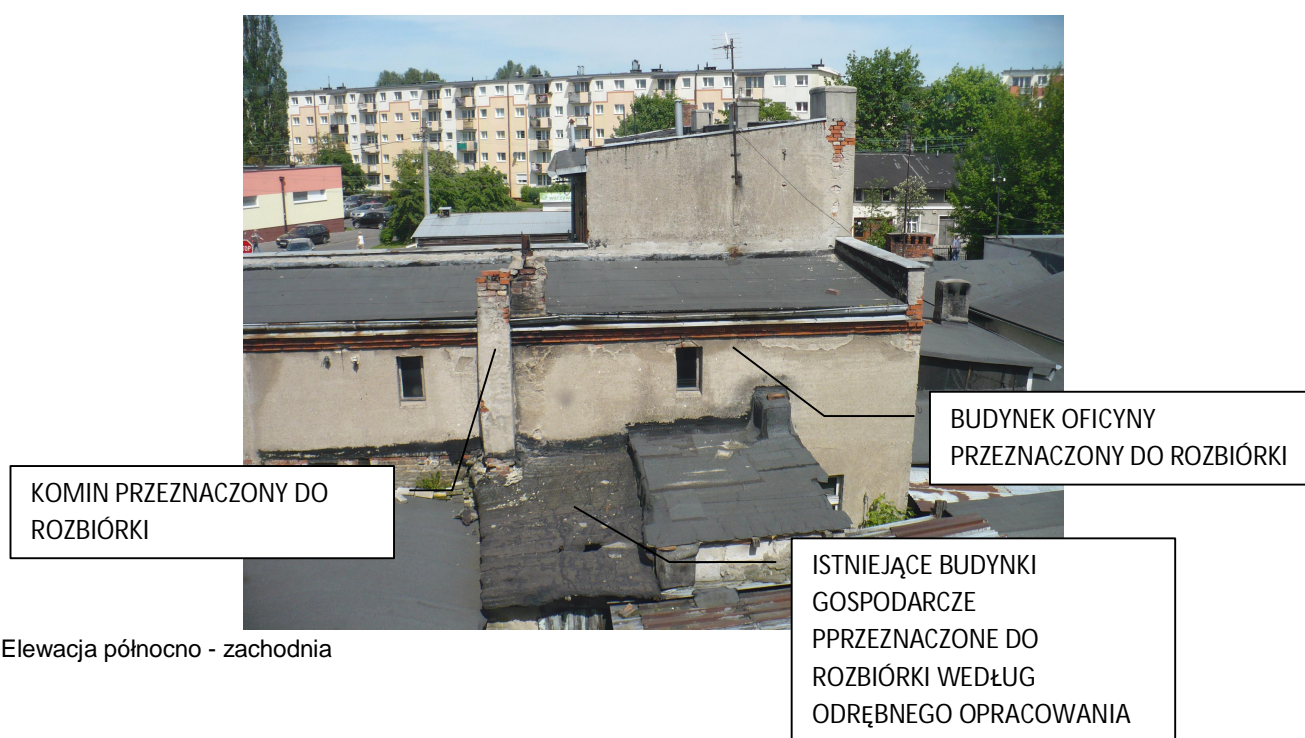 STOP
BUDYNEK OFICYNY
PRZEZNACZONY DO ROZBIÓRKI
KOMIN PRZEZNACZONY DO
ROZBIÓRKI
ISTNIEJĄCE BUDYNKI
GOSPODARCZE
PPRZEZNACZONE DO
ROZBIÓRKI WEDŁUG
ODRĘBNEGO OPRACOWANIA
Elewacja północno - zachodnia